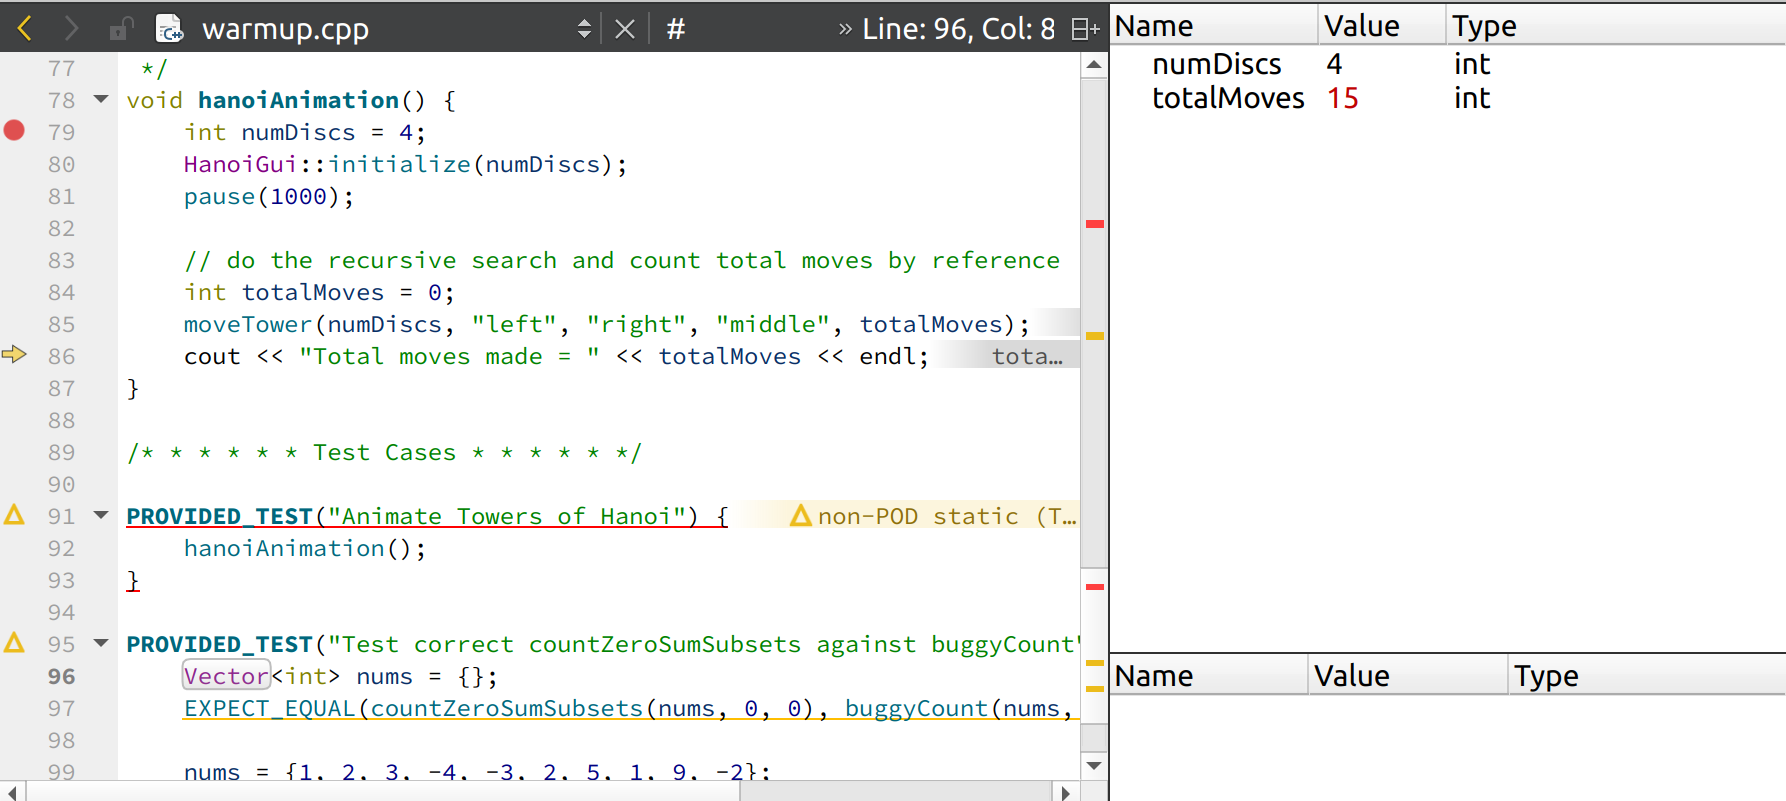 warmup.cpp # » Line: 96, Col: 8
77 */
78 void hanoiAnimation() {
79 int numDiscs = 4;
80 HanoiGui::initialize(numDiscs);
81 pause(1000);
82
83 // do the recursive search and count total moves by reference
84 int totalMoves = 0;
85 moveTower(numDiscs, "left", "right", "middle", totalMoves);
86 cout << "Total moves made = " << totalMoves << endl; tota…
87 }
88
89 /* * * * * * Test Cases * * * * * */
90
91 PROVIDED_TEST("Animate Towers of Hanoi") { non-POD static (T…
92 hanoiAnimation();
93 }
94
95 PROVIDED_TEST("Test correct countZeroSumSubsets against buggyCount"
96 Vector<int> nums = {};
97 EXPECT_EQUAL(countZeroSumSubsets(nums, 0, 0), buggyCount(nums,
98
99 nums = {1, 2, 3, -4, -3, 2, 5, 1, 9, -2};
Name Value Type
numDiscs 4 int
totalMoves 15 int
Name Value Type